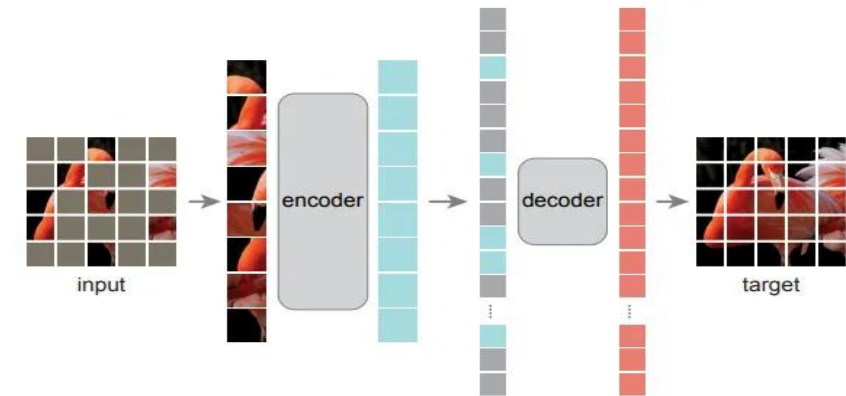 input
encoder
decoder
target